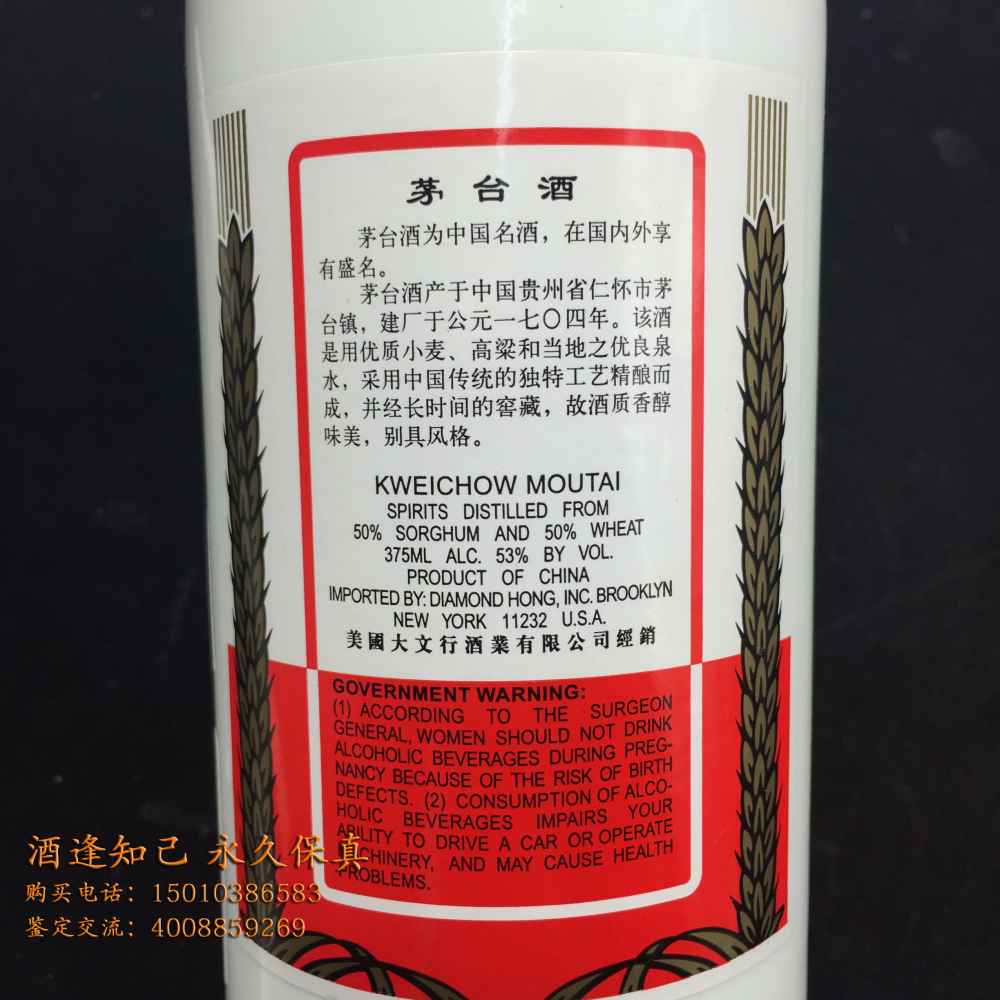 茅台酒
茅台酒为中国名酒，在国内外享
有盛名。
茅台酒产于中国贵州省仁怀市茅
台镇，建厂于公元一七〇四年。该酒
是用优质小麦、高粱和当地之优良泉
水，采用中国传统的独特工艺精酿而
成，并经长时间的窖藏，故酒质香醇
味美，别具风格。
KWEICHOW MOUTAI
SPIRITS DISTILLED FROM
50% SORGHUM AND 50% WHEAT
375ML ALC. 53% BY VOL.
PRODUCT OF CHINA
IMPORTED BY: DIAMOND HONG, INC. BROOKLYN
NEW YORK 11232 U.S.A.
美國大文行酒業有限公司經銷
GOVERNMENT WARNING:
(1) ACCORDING TO THE SURGEON
GENERAL, WOMEN SHOULD NOT DRINK
ALCOHOLIC BEVERAGES DURING PREG-
NANCY BECAUSE OF THE RISK OF BIRTH
DEFECTS. (2) CONSUMPTION OF ALCO-
HOLIC BEVERAGES IMPAIRS YOUR
ABILITY TO DRIVE A CAR OR OPERATE
MACHINERY, AND MAY CAUSE HEALTH
PROBLEMS.
酒逢知己 永久保真
购买电话：15010386583
鉴定交流：4008859269